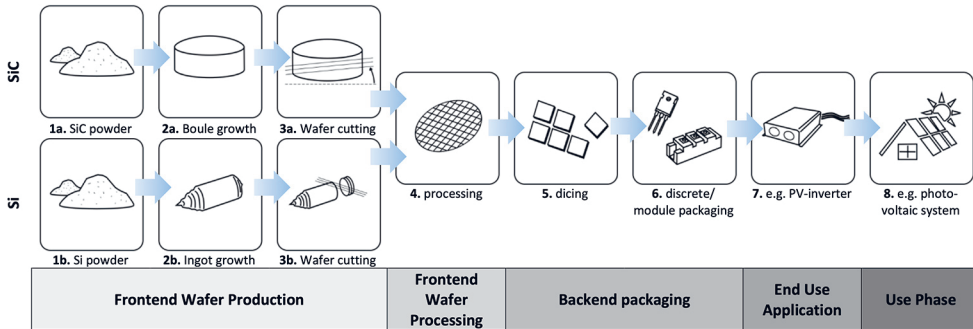 SiC
1a. SiC powder
2a. Boule growth
3a. Wafer cutting
Si
1b. Si powder
2b. Ingot growth
3b. Wafer cutting
4. processing
5. dicing
6. discrete/
module packaging
7. e.g. PV-inverter
8. e.g. photo-
voltaic system
Frontend Wafer Production
Frontend
Wafer
Processing
Backend packaging
End Use
Application
Use Phase